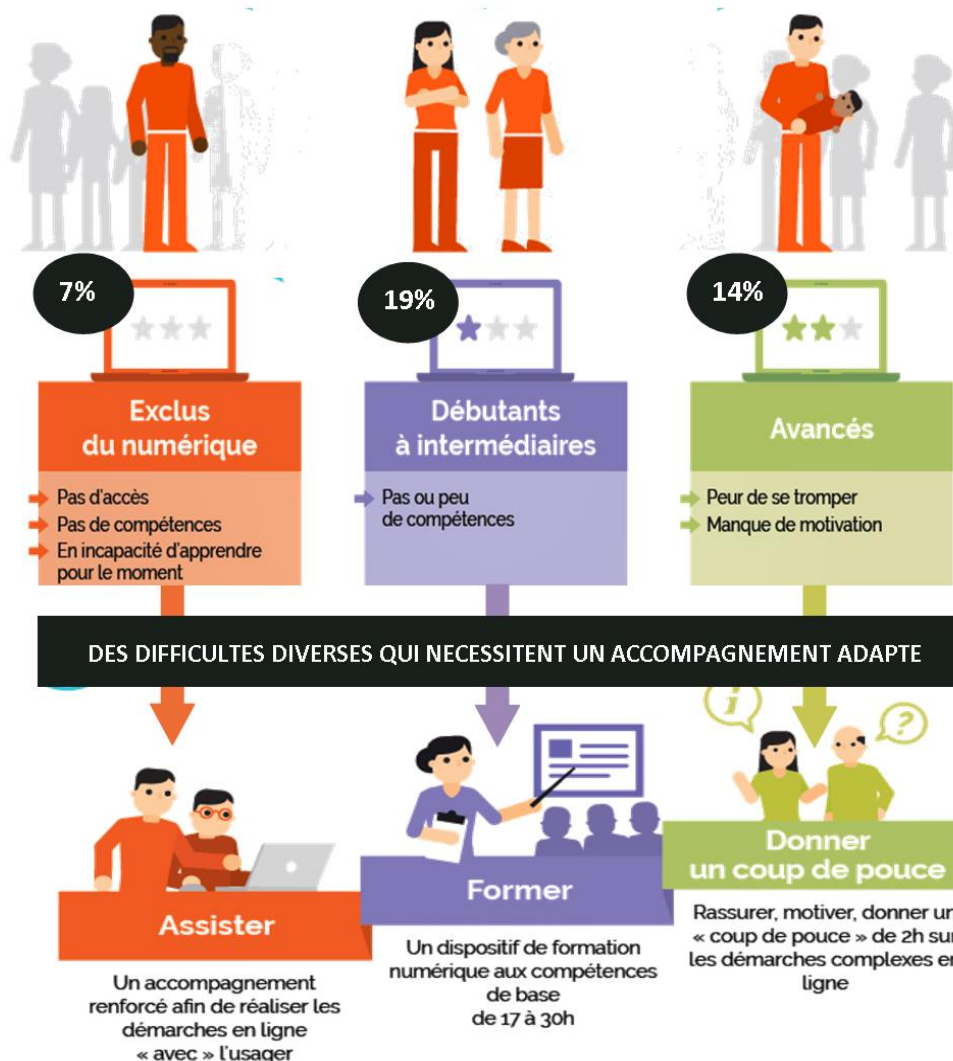 7%
19%
14%
Exclus
du numérique
Débutants
à intermédiaires
Avancés
Pas d'accès
Pas de compétences
En incapacité d'apprendre
pour le moment
Pas ou peu
de compétences
Peur de se tromper
Manque de motivation
DES DIFFICULTES DIVERSES QUI NECESSITENT UN ACCOMPAGNEMENT ADAPTE
i
?
Assister
Un accompagnement
renforcé afin de réaliser les
démarches en ligne
« avec » l'usager
Former
Un dispositif de formation
numérique aux compétences
de base
de 17 à 30h
Donner
un coup de pouce
Rassurer, motiver, donner un
« coup de pouce » de 2h sur
les démarches complexes en
ligne